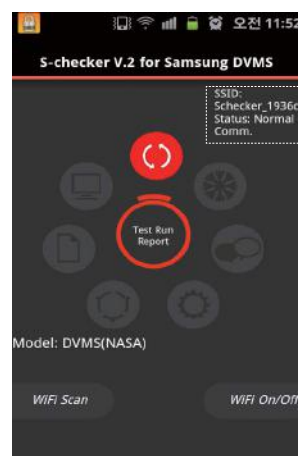 오전 11:52
S-checker V.2 for Samsung DVMS
SSID:
Schecker_1936c
Status: Normal
Comm.
Test Run
Report
Model: DVMS(NASA)
WiFi Scan
WiFi On/Off